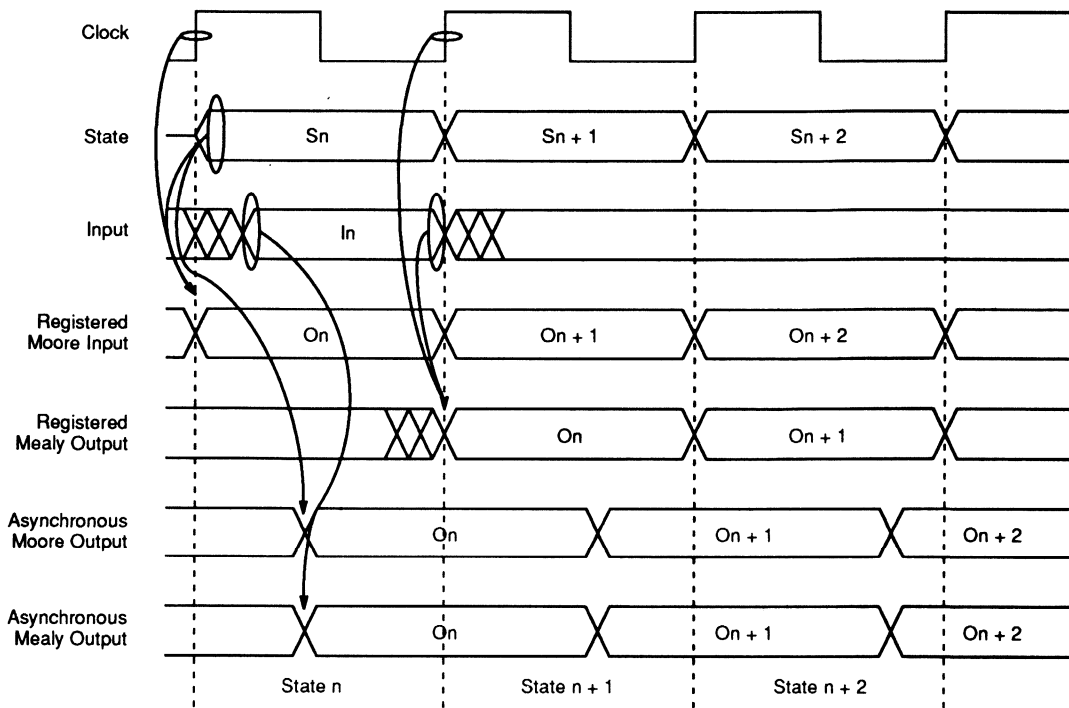 Clock
State
Sn
Sn + 1
Sn + 2
Input
In
Registered
Moore Input
On
On + 1
On + 2
Registered
Mealy Output
On
On + 1
Asynchronous
Moore Output
On
On + 1
On + 2
Asynchronous
Mealy Output
On
On + 1
On + 2
State n
State n + 1
State n + 2